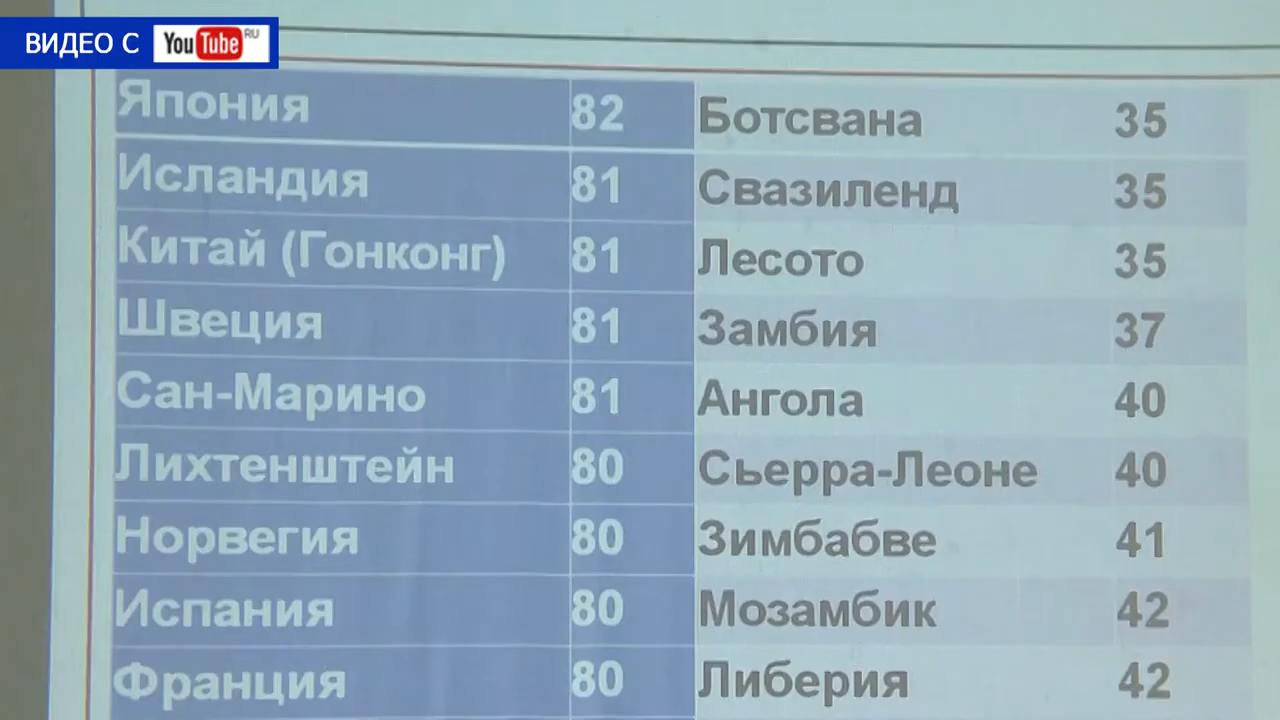 ВИДЕО С YouTube RU
Япония 82 Ботсвана 35
Исландия 81 Свазиленд 35
Китай (Гонконг) 81 Лесото 35
Швеция 81 Замбия 37
Сан-Марино 81 Ангола 40
Лихтенштейн 80 Сьерра-Леоне 40
Норвегия 80 Зимбабве 41
Испания 80 Мозамбик 42
Франция 80 Либерия 42